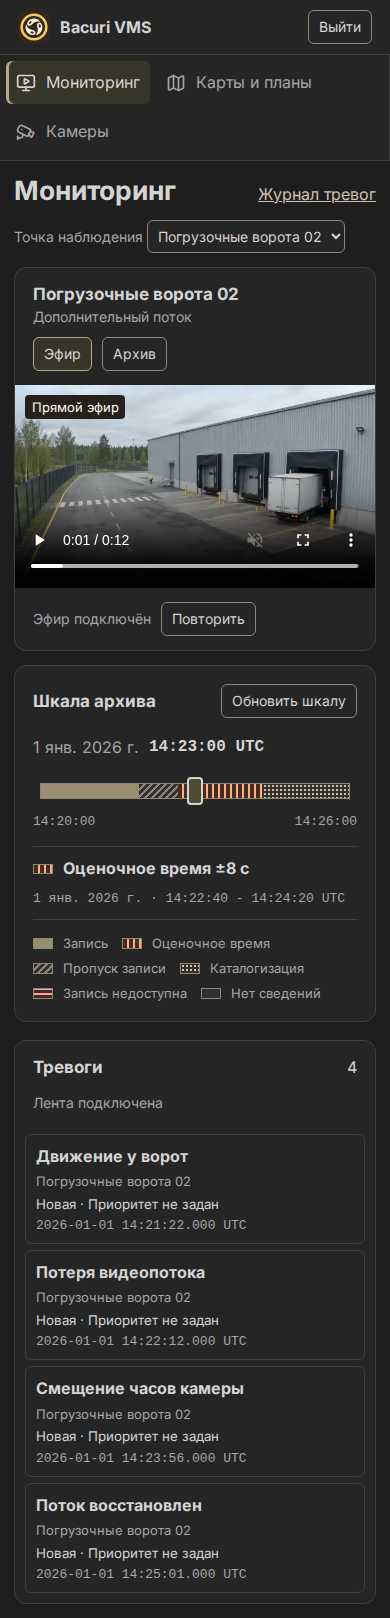 Bacuri VMS
Выйти
Мониторинг
Карты и планы
Камеры
Мониторинг
Журнал тревог
Точка наблюдения
Погрузочные ворота 02
Погрузочные ворота 02
Дополнительный поток
Эфир
Архив
Прямой эфир
0:01 / 0:12
Эфир подключён
Повторить
Шкала архива
Обновить шкалу
1 янв. 2026 г. 14:23:00 UTC
14:20:00
14:26:00
Оценочное время ±8 с
1 янв. 2026 г. · 14:22:40 - 14:24:20 UTC
Запись
Оценочное время
Пропуск записи
Каталогизация
Запись недоступна
Нет сведений
Тревоги
4
Лента подключена
Движение у ворот
Погрузочные ворота 02
Новая · Приоритет не задан
2026-01-01 14:21:22.000 UTC
Потеря видеопотока
Погрузочные ворота 02
Новая · Приоритет не задан
2026-01-01 14:22:12.000 UTC
Смещение часов камеры
Погрузочные ворота 02
Новая · Приоритет не задан
2026-01-01 14:23:56.000 UTC
Поток восстановлен
Погрузочные ворота 02
Новая · Приоритет не задан
2026-01-01 14:25:01.000 UTC